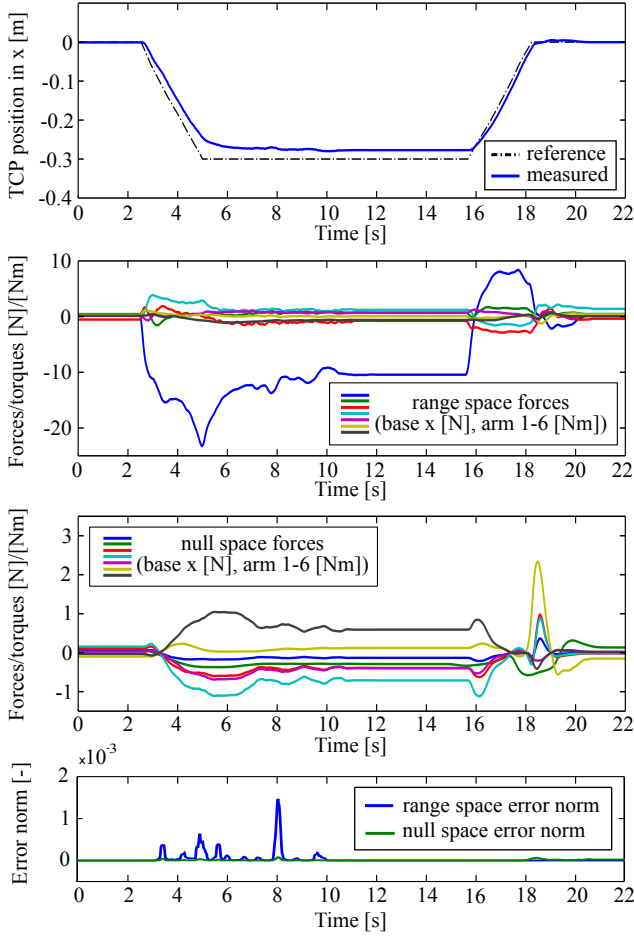 TCP position in x [m]
0
-0.1
-0.2
-0.3
-0.4
reference
measured
0 2 4 6 8 10 12 14 16 18 20 22
Time [s]
Forces/torques [N]/[Nm]
10
0
-10
-20
range space forces
(base x [N], arm 1-6 [Nm])
0 2 4 6 8 10 12 14 16 18 20 22
Time [s]
Forces/torques [N]/[Nm]
3
2
1
0
-1
null space forces
(base x [N], arm 1-6 [Nm])
0 2 4 6 8 10 12 14 16 18 20 22
Time [s]
Error norm [-]
×10⁻³
2
1
0
range space error norm
null space error norm
0 2 4 6 8 10 12 14 16 18 20 22
Time [s]